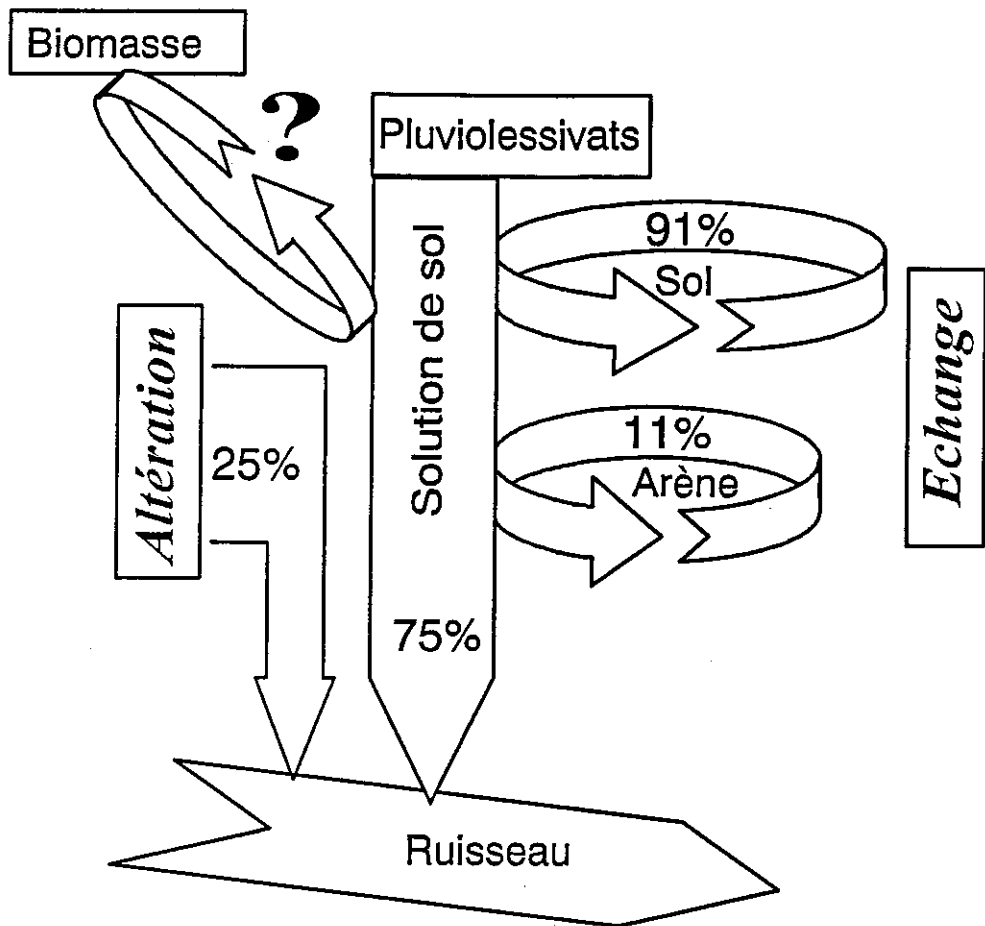 Biomasse
?
Pluviolessivats
Solution de sol
91%
Sol
Echange
Altération
25%
11%
Arène
75%
Ruisseau